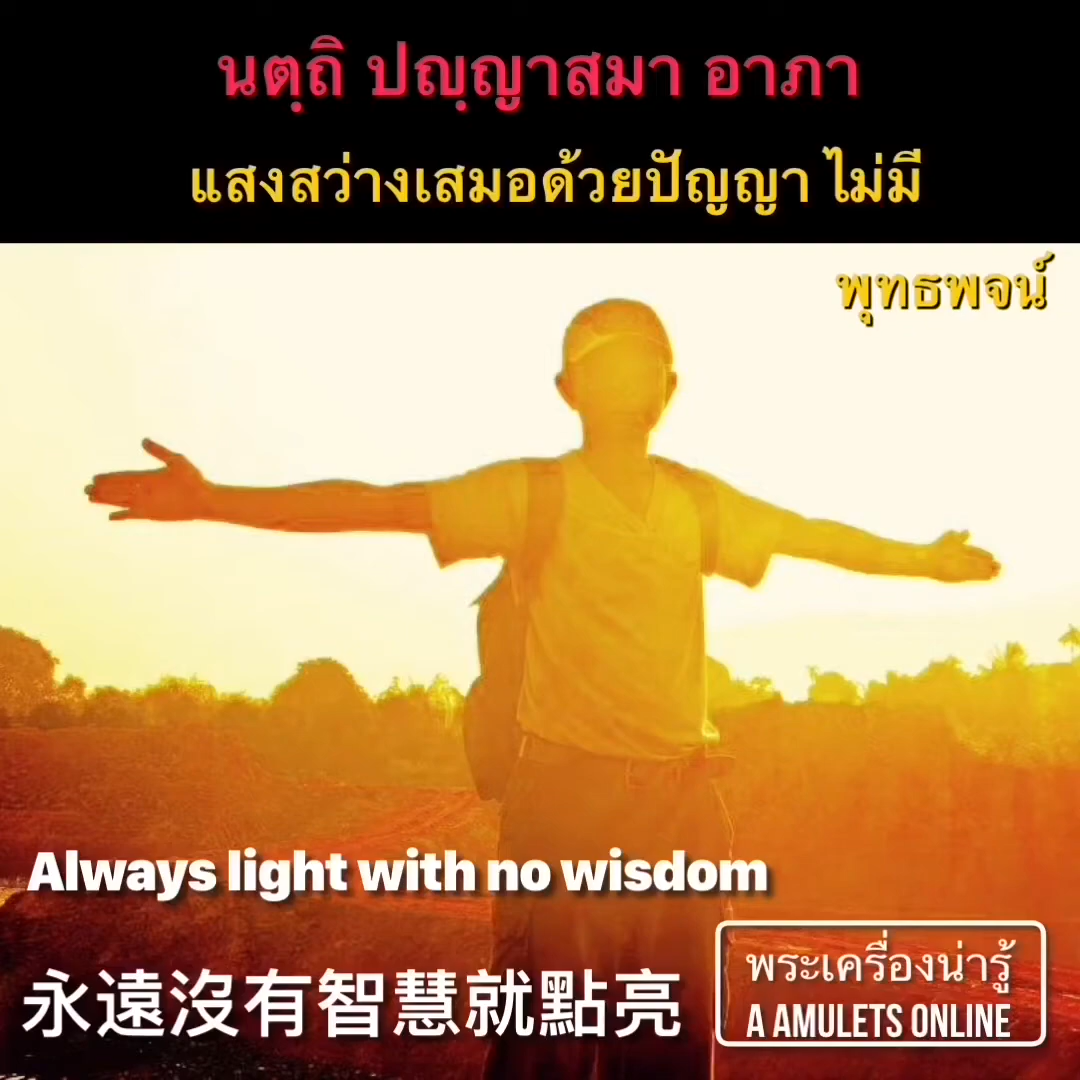 นตฺถิ ปญฺญาสมา อาภา
แสงสว่างเสมอด้วยปัญญา ไม่มี
พุทธพจน์
Always light with no wisdom
永遠沒有智慧就點亮
พระเครื่องน่ารู้
A AMULETS ONLINE